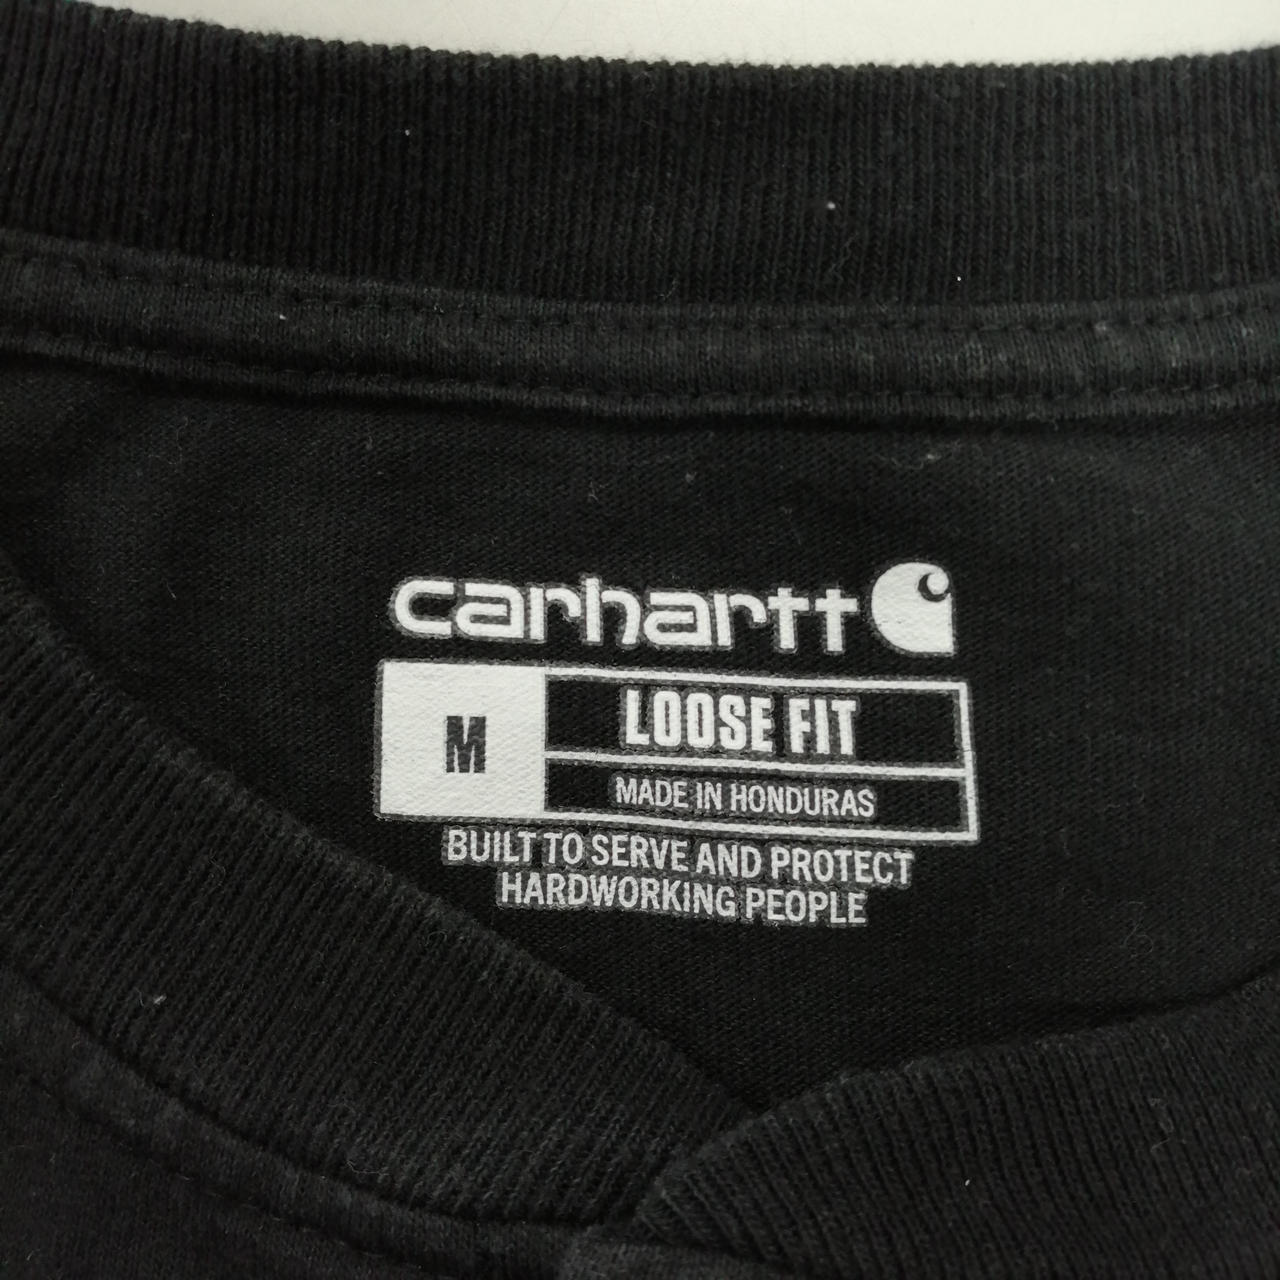 carhartt
M
LOOSE FIT
MADE IN HONDURAS
BUILT TO SERVE AND PROTECT
HARDWORKING PEOPLE